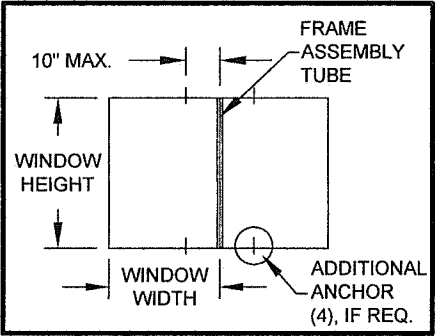 FRAME
ASSEMBLY
TUBE
10" MAX.
WINDOW
HEIGHT
WINDOW
WIDTH
ADDITIONAL
ANCHOR
(4), IF REQ.